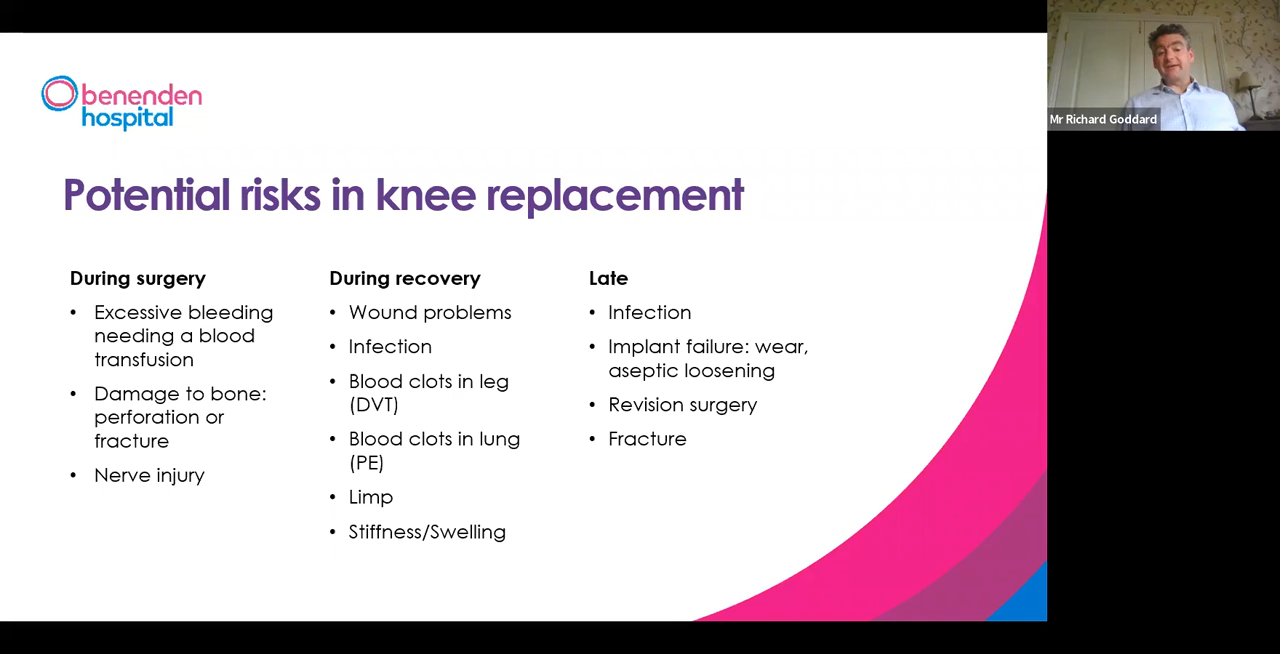 benenden
hospital
Mr Richard Goddard
Potential risks in knee replacement
During surgery
• Excessive bleeding
needing a blood
transfusion
• Damage to bone:
perforation or
fracture
• Nerve injury
During recovery
• Wound problems
• Infection
• Blood clots in leg
(DVT)
• Blood clots in lung
(PE)
• Limp
• Stiffness/Swelling
Late
• Infection
• Implant failure: wear,
aseptic loosening
• Revision surgery
• Fracture